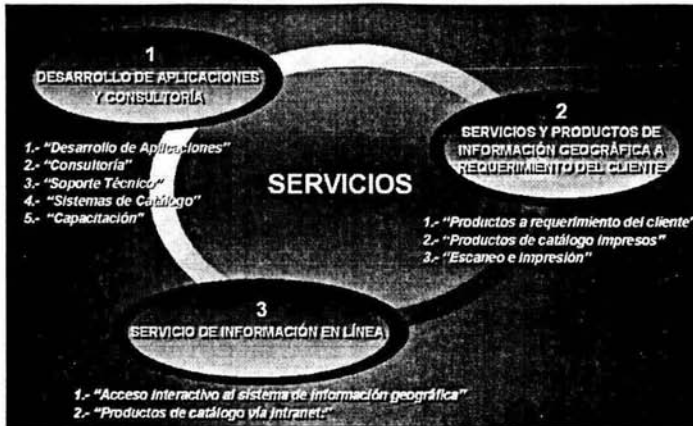 1
DESARROLLO DE APLICACIONES
Y CONSULTORÍA
1.- “Desarrollo de Aplicaciones”
2.- “Consultoría”
3.- “Soporte Técnico”
4.- “Sistemas de Catálogo”
5.- “Capacitación”
SERVICIOS
2
SERVICIOS Y PRODUCTOS DE
INFORMACIÓN GEOGRÁFICA A
REQUERIMIENTO DEL CLIENTE
1.- “Productos a requerimiento del cliente”
2.- “Productos de catálogo impresos”
3.- “Escaneo e impresión”
3
SERVICIO DE INFORMACIÓN EN LÍNEA
1.- “Acceso interactivo al sistema de información geográfica”
2.- “Productos de catálogo vía intranet:”